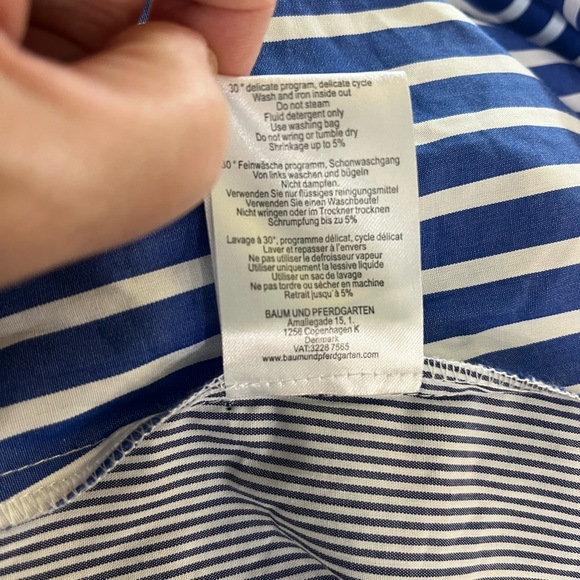 30° delicate program, delicate cycle
Wash and iron inside out
Do not steam
Fluid detergent only
Use washing bag
Do not wring or tumble dry
Shrinkage up to 5%
30° Feinwäsche programm, Schonwaschgang
Von links waschen und bügeln
Nicht dampfen.
Verwenden Sie nur flüssiges reinigungsmittel
Verwenden Sie einen Waschbeutel
Nicht wringen oder im Trockner trocknen
Schrumpfung bis zu 5%
Lavage à 30°, programme délicat, cycle délicat
Laver et repasser à l'envers
Ne pas utiliser le defroisseur vapeur
Utiliser uniquement la lessive liquide
Utiliser un sac de lavage
Ne pas tordre ou sécher en machine
Retrait jusqu'à 5%
BAUM UND PFERDGARTEN
Amaliegade 15, 1.
1256 Copenhagen K
Denmark
VAT:3228 7565
www.baumundpferdgarten.com